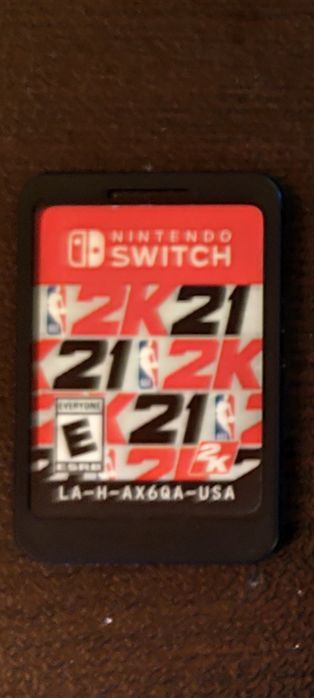 NINTENDO
SWITCH
2K21
21 2K
K21
EVERYONE
E
ESRB
2K
LA-H-AX6QA-USA